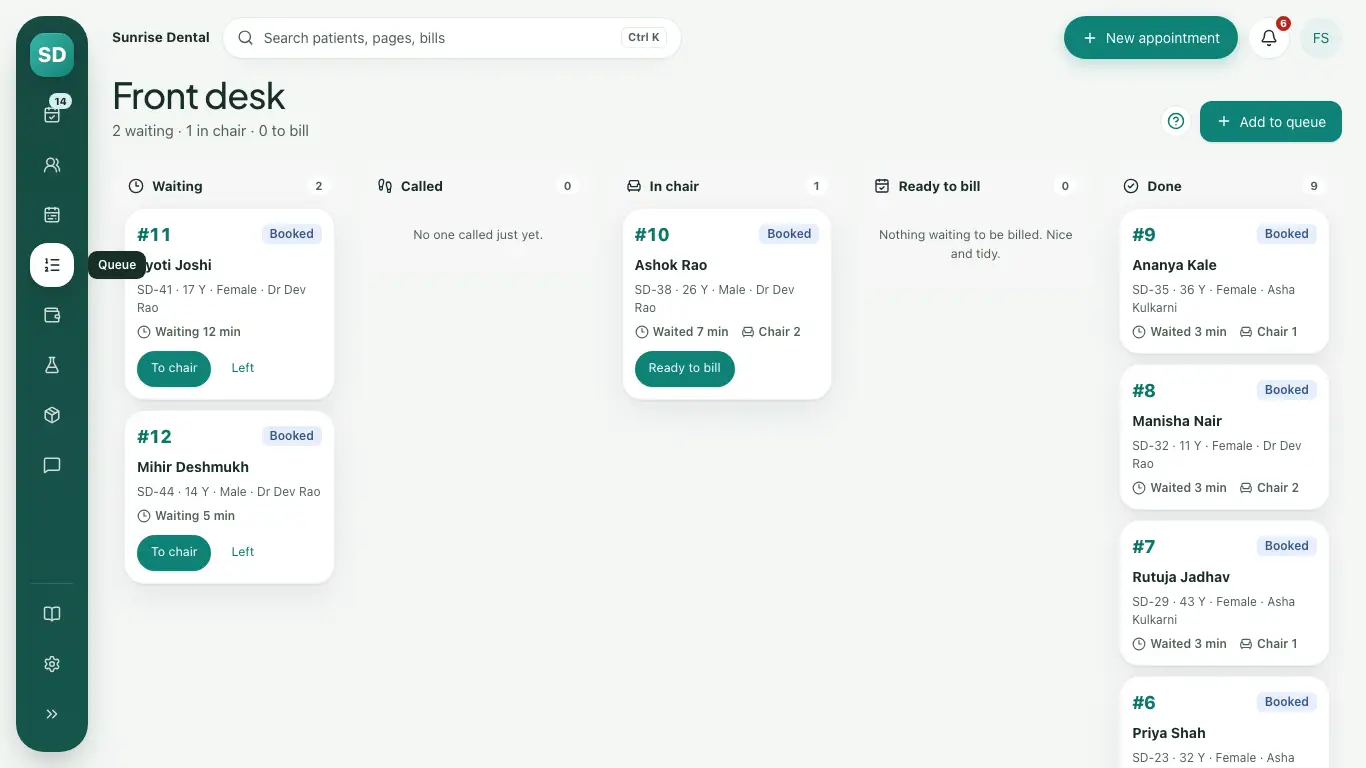 SD
Sunrise Dental
Search patients, pages, bills
Ctrl K
New appointment
6
FS
14
Front desk
2 waiting · 1 in chair · 0 to bill
Add to queue
Queue
Waiting
2
#11
Booked
yoti Joshi
SD-41 · 17 Y · Female · Dr Dev
Rao
Waiting 12 min
To chair
Left
#12
Booked
Mihir Deshmukh
SD-44 · 14 Y · Male · Dr Dev Rao
Waiting 5 min
To chair
Left
Called
0
No one called just yet.
In chair
1
#10
Booked
Ashok Rao
SD-38 · 26 Y · Male · Dr Dev
Rao
Waited 7 min
Chair 2
Ready to bill
Ready to bill
0
Nothing waiting to be billed. Nice
and tidy.
Done
9
#9
Booked
Ananya Kale
SD-35 · 36 Y · Female · Asha
Kulkarni
Waited 3 min
Chair 1
#8
Booked
Manisha Nair
SD-32 · 11 Y · Female · Dr Dev
Rao
Waited 3 min
Chair 2
#7
Booked
Rutuja Jadhav
SD-29 · 43 Y · Female · Asha
Kulkarni
Waited 3 min
Chair 1
#6
Booked
Priya Shah
SD-23 · 32 Y · Female · Asha